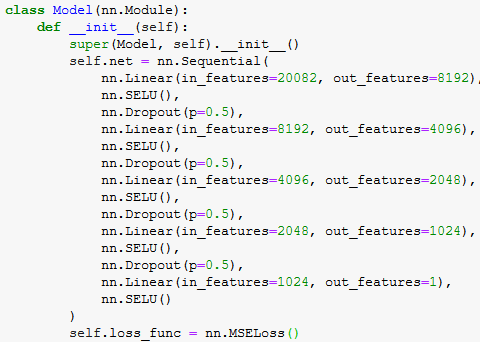 class Model(nn.Module):
    def __init__(self):
        super(Model, self).__init__()
        self.net = nn.Sequential(
            nn.Linear(in_features=20082, out_features=8192),
            nn.SELU(),
            nn.Dropout(p=0.5),
            nn.Linear(in_features=8192, out_features=4096),
            nn.SELU(),
            nn.Dropout(p=0.5),
            nn.Linear(in_features=4096, out_features=2048),
            nn.SELU(),
            nn.Dropout(p=0.5),
            nn.Linear(in_features=2048, out_features=1024),
            nn.SELU(),
            nn.Dropout(p=0.5),
            nn.Linear(in_features=1024, out_features=1),
            nn.SELU()
        )
        self.loss_func = nn.MSELoss()